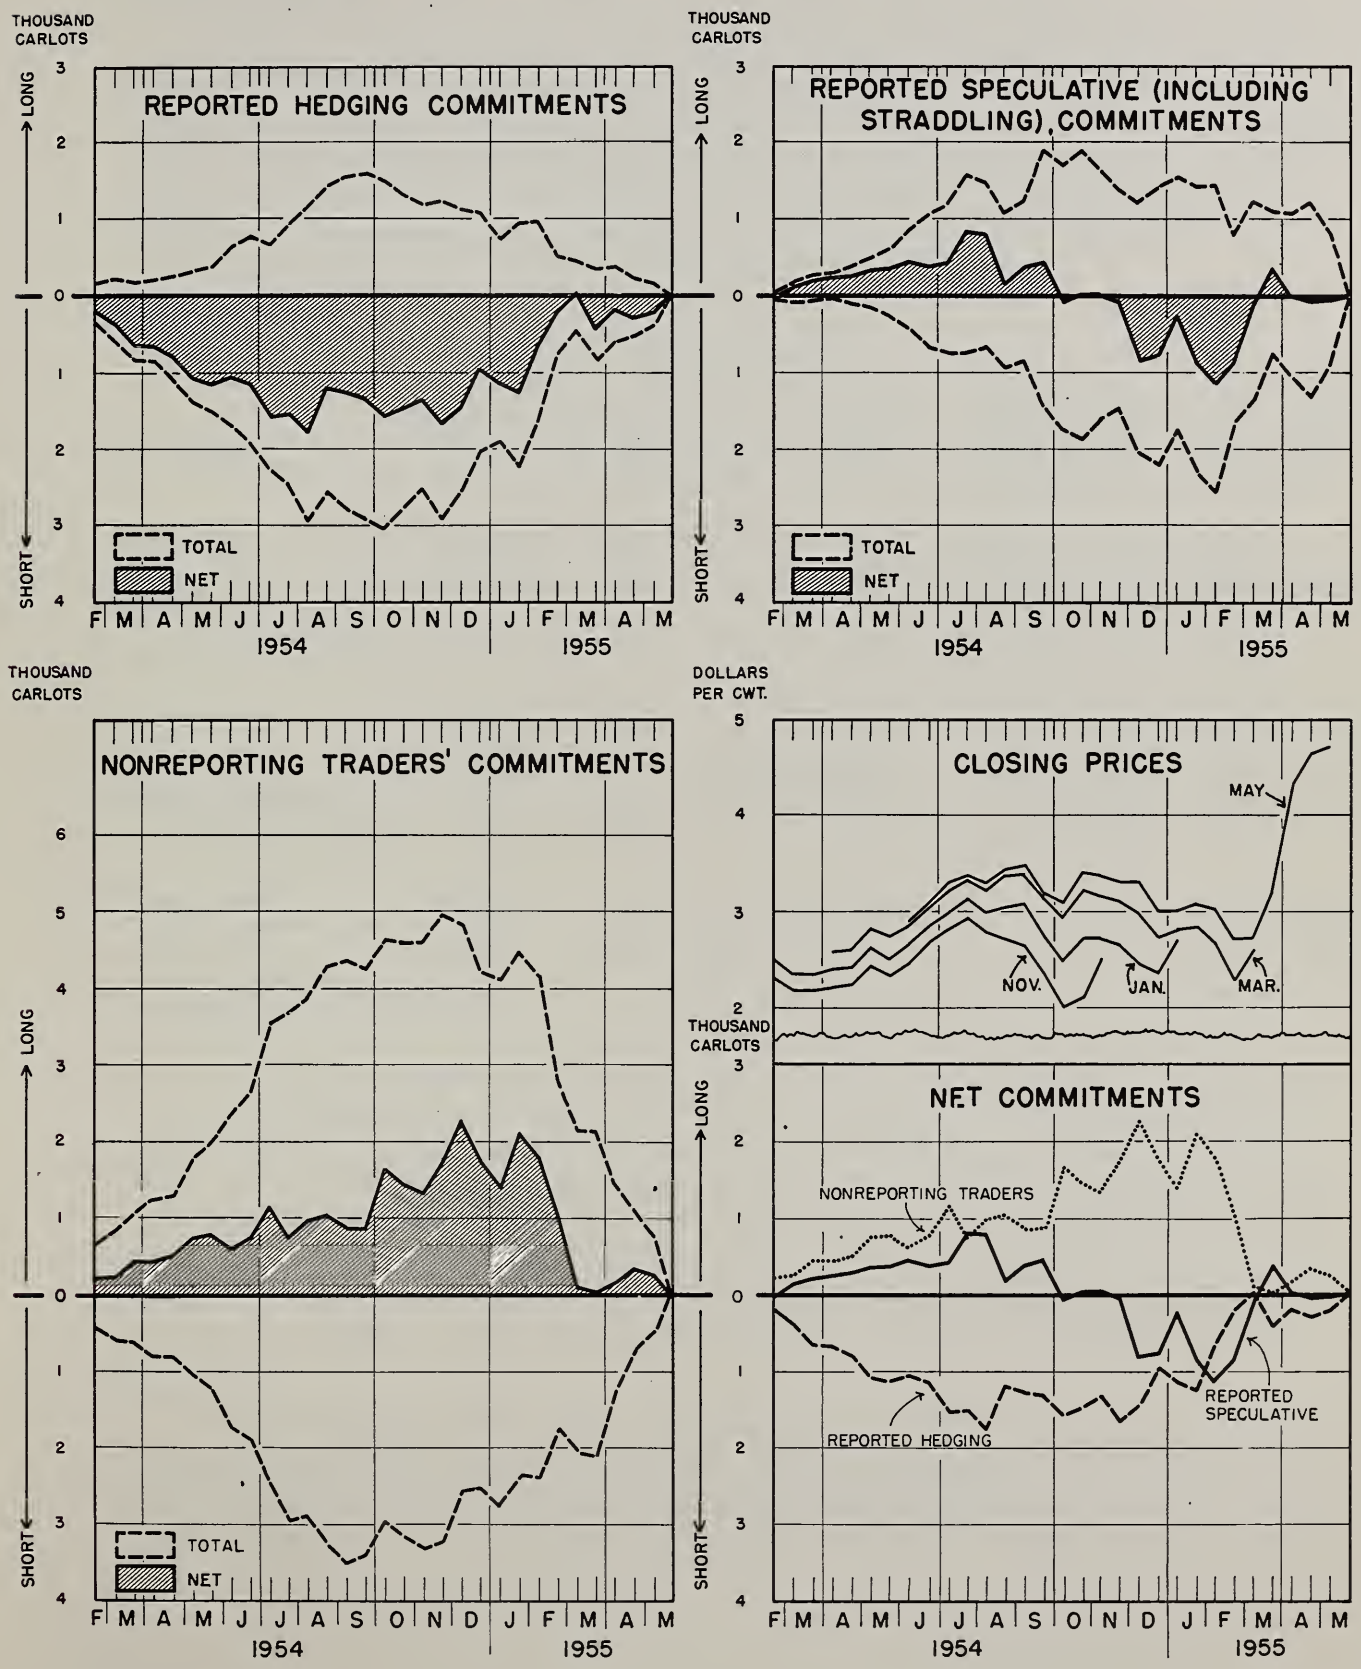 THOUSAND
CARLOTS
LONG
SHORT
3
2
1
0
1
2
3
4
REPORTED HEDGING COMMITMENTS
TOTAL
NET
F M A M J J A S O N D J F M A M
1954 1955
THOUSAND
CARLOTS
LONG
SHORT
3
2
1
0
1
2
3
4
REPORTED SPECULATIVE (INCLUDING
STRADDLING) COMMITMENTS
TOTAL
NET
F M A M J J A S O N D J F M A M
1954 1955
THOUSAND
CARLOTS
LONG
SHORT
6
5
4
3
2
1
0
1
2
3
4
NONREPORTING TRADERS' COMMITMENTS
TOTAL
NET
F M A M J J A S O N D J F M A M
1954 1955
DOLLARS
PER CWT.
5
4
3
2
CLOSING PRICES
MAY
NOV.
JAN.
MAR.
THOUSAND
CARLOTS
LONG
SHORT
3
2
1
0
1
2
3
4
NET COMMITMENTS
NONREPORTING TRADERS
REPORTED
SPECULATIVE
REPORTED HEDGING
F M A M J J A S O N D J F M A M
1954 1955